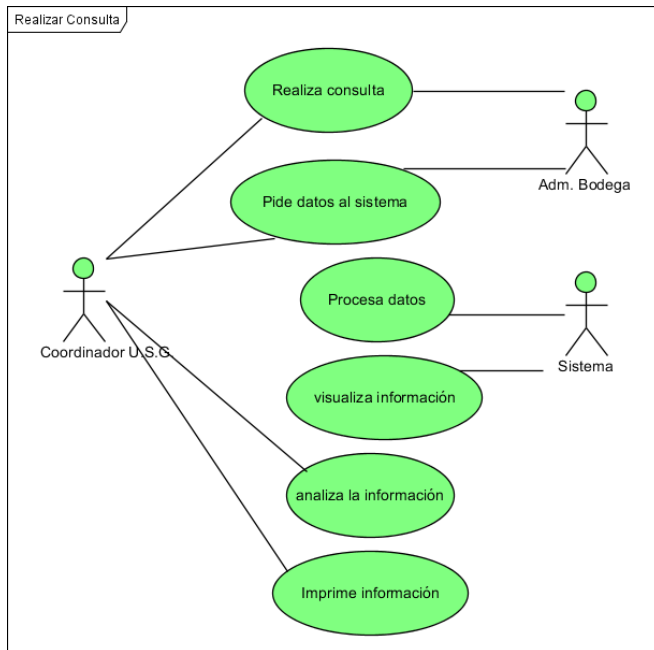 Realizar Consulta
Realiza consulta
Adm. Bodega
Pide datos al sistema
Coordinador U.S.G
Procesa datos
Sistema
visualiza información
analiza la información
Imprime información